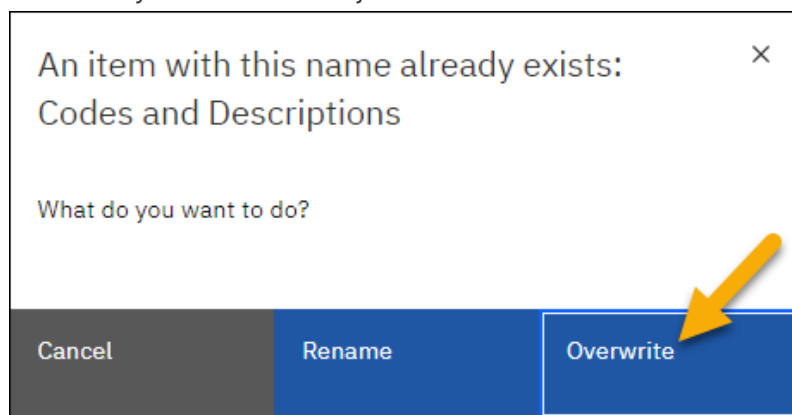 An item with this name already exists:
Codes and Descriptions
What do you want to do?
Cancel
Rename
Overwrite